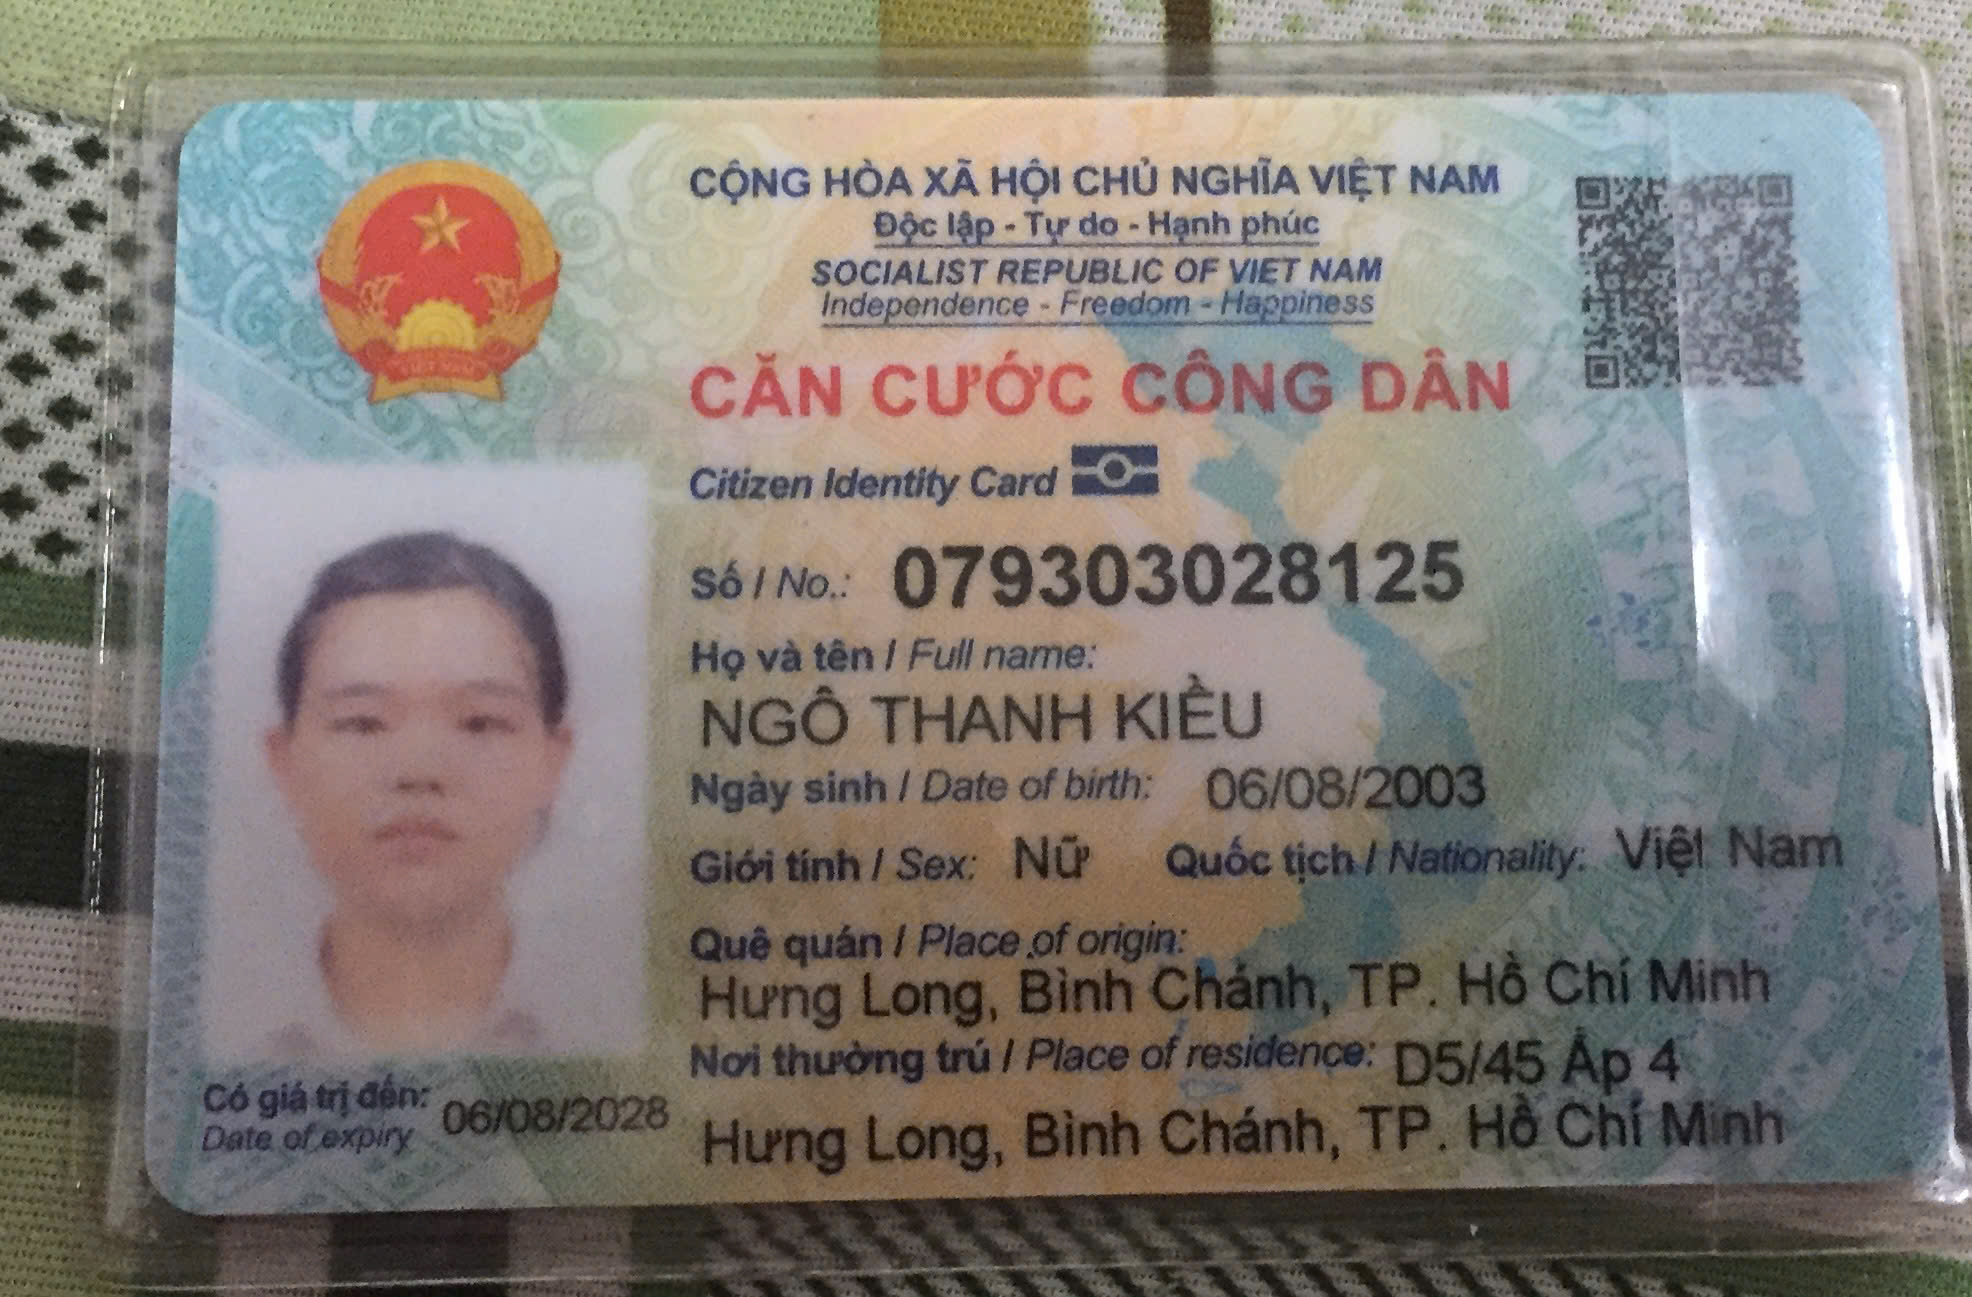 CỘNG HÒA XÃ HỘI CHỦ NGHĨA VIỆT NAM
Độc lập - Tự do - Hạnh phúc
SOCIALIST REPUBLIC OF VIET NAM
Independence - Freedom - Happiness
CĂN CƯỚC CÔNG DÂN
Citizen Identity Card
Số / No.: 079303028125
Họ và tên / Full name:
NGÔ THANH KIỀU
Ngày sinh / Date of birth: 06/08/2003
Giới tính / Sex: Nữ Quốc tịch / Nationality: Việt Nam
Quê quán / Place of origin:
Hưng Long, Bình Chánh, TP. Hồ Chí Minh
Nơi thường trú / Place of residence: D5/45 Ấp 4
Hưng Long, Bình Chánh, TP. Hồ Chí Minh
Có giá trị đến: 06/08/2028
Date of expiry
VIỆT NAM